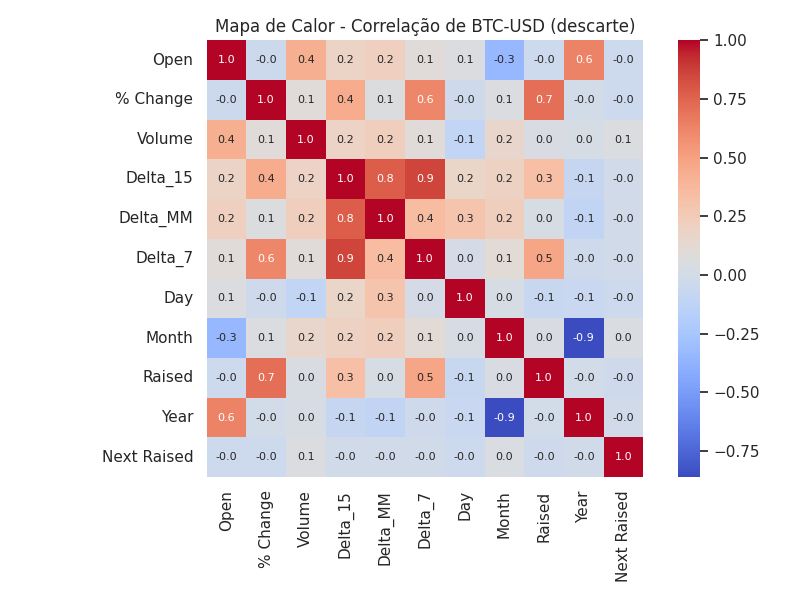 Mapa de Calor - Correlação de BTC-USD (descarte)
Open 1.0 -0.0 0.4 0.2 0.2 0.1 0.1 -0.3 -0.0 0.6 -0.0
% Change -0.0 1.0 0.1 0.4 0.1 0.6 -0.0 0.1 0.7 -0.0 -0.0
Volume 0.4 0.1 1.0 0.2 0.2 0.1 -0.1 0.2 0.0 0.0 0.1
Delta_15 0.2 0.4 0.2 1.0 0.8 0.9 0.2 0.2 0.3 -0.1 -0.0
Delta_MM 0.2 0.1 0.2 0.8 1.0 0.4 0.3 0.2 0.0 -0.1 -0.0
Delta_7 0.1 0.6 0.1 0.9 0.4 1.0 0.0 0.1 0.5 -0.0 -0.0
Day 0.1 -0.0 -0.1 0.2 0.3 0.0 1.0 0.0 -0.1 -0.1 -0.0
Month -0.3 0.1 0.2 0.2 0.2 0.1 0.0 1.0 0.0 -0.9 0.0
Raised -0.0 0.7 0.0 0.3 0.0 0.5 -0.1 0.0 1.0 -0.0 -0.0
Year 0.6 -0.0 0.0 -0.1 -0.1 -0.0 -0.1 -0.9 -0.0 1.0 -0.0
Next Raised -0.0 -0.0 0.1 -0.0 -0.0 -0.0 -0.0 0.0 -0.0 -0.0 1.0
Open % Change Volume Delta_15 Delta_MM Delta_7 Day Month Raised Year Next Raised
1.00
0.75
0.50
0.25
0.00
−0.25
−0.50
−0.75